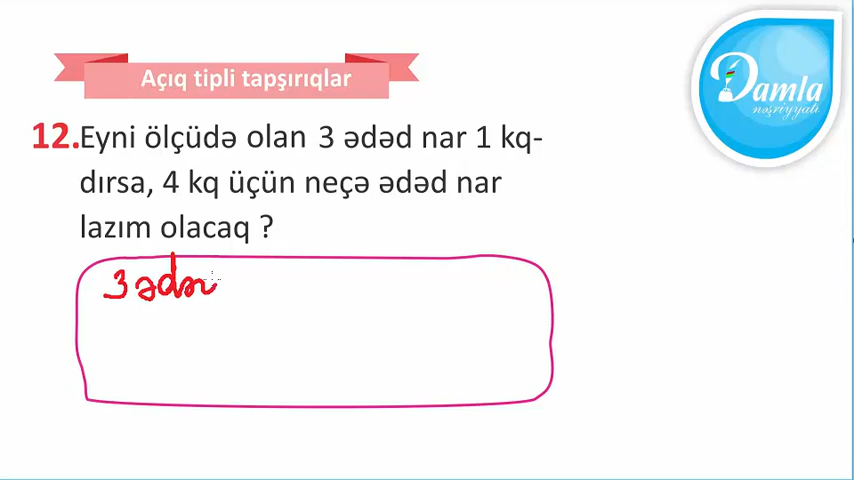 Açıq tipli tapşırıqlar
Damla
nəşriyyatı
12. Eyni ölçüdə olan 3 ədəd nar 1 kq-
dırsa, 4 kq üçün neçə ədəd nar
lazım olacaq ?
3 ədə